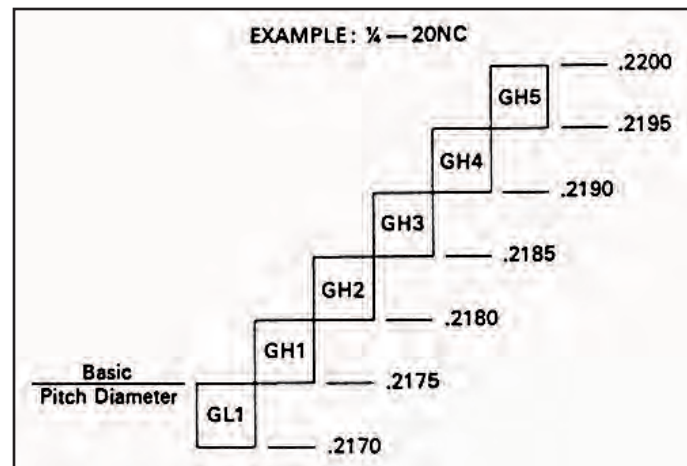 EXAMPLE: ¼ — 20NC
.2200
GH5
.2195
GH4
.2190
GH3
.2185
GH2
.2180
GH1
Basic
.2175
Pitch Diameter
GL1
.2170